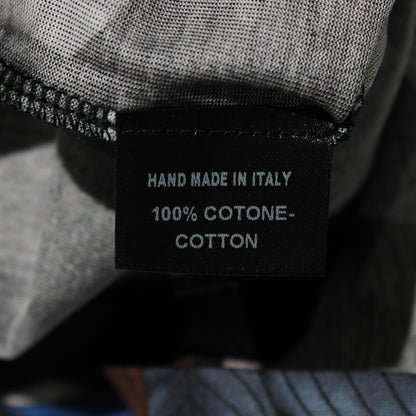 HAND MADE IN ITALY
100% COTONE-
COTTON